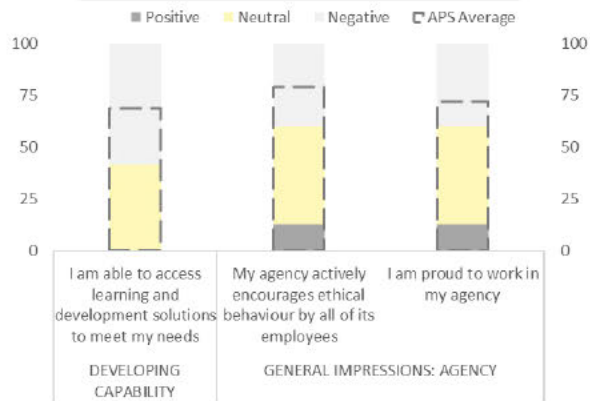 Positive Neutral Negative APS Average
100 100
75 75
50 50
25 25
0 0
I am able to access
learning and
development solutions
to meet my needs
My agency actively
encourages ethical
behaviour by all of its
employees
I am proud to work in
my agency
DEVELOPING
CAPABILITY
GENERAL IMPRESSIONS: AGENCY